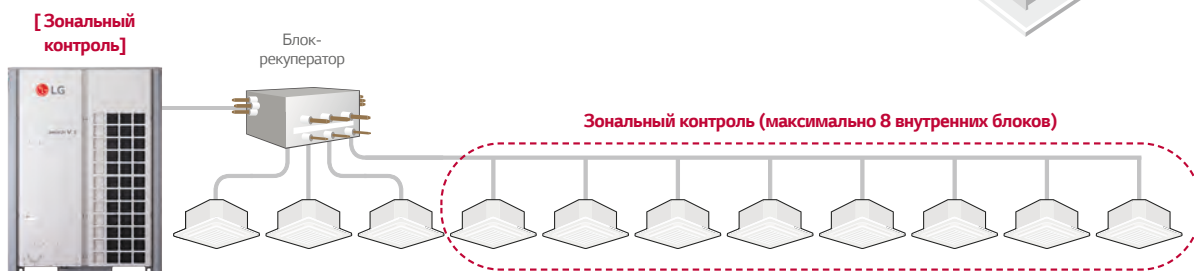 [ Зональный
контроль]
Блок-
рекуператор
LG
Зональный контроль (максимально 8 внутренних блоков)